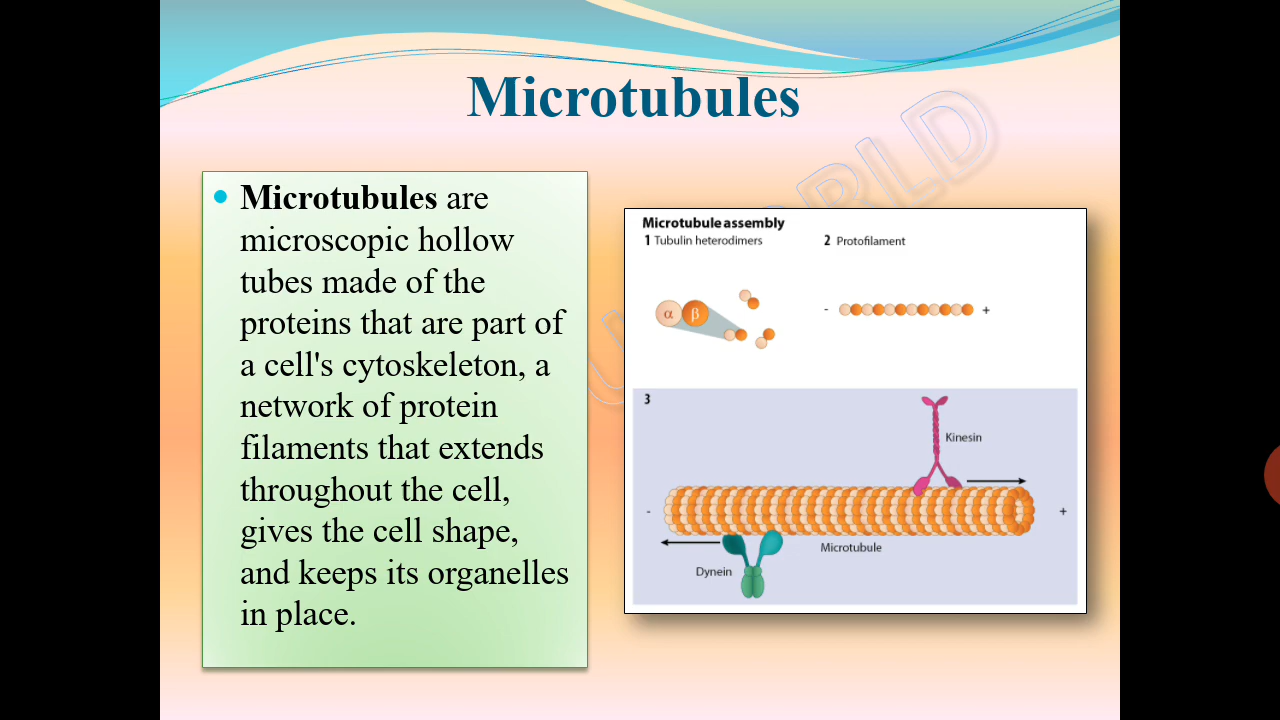 Microtubules
Microtubules are
microscopic hollow
tubes made of the
proteins that are part of
a cell's cytoskeleton, a
network of protein
filaments that extends
throughout the cell,
gives the cell shape,
and keeps its organelles
in place.
Microtubule assembly
1 Tubulin heterodimers
2 Protofilament
α β
- +
3
Kinesin
- +
Microtubule
Dynein